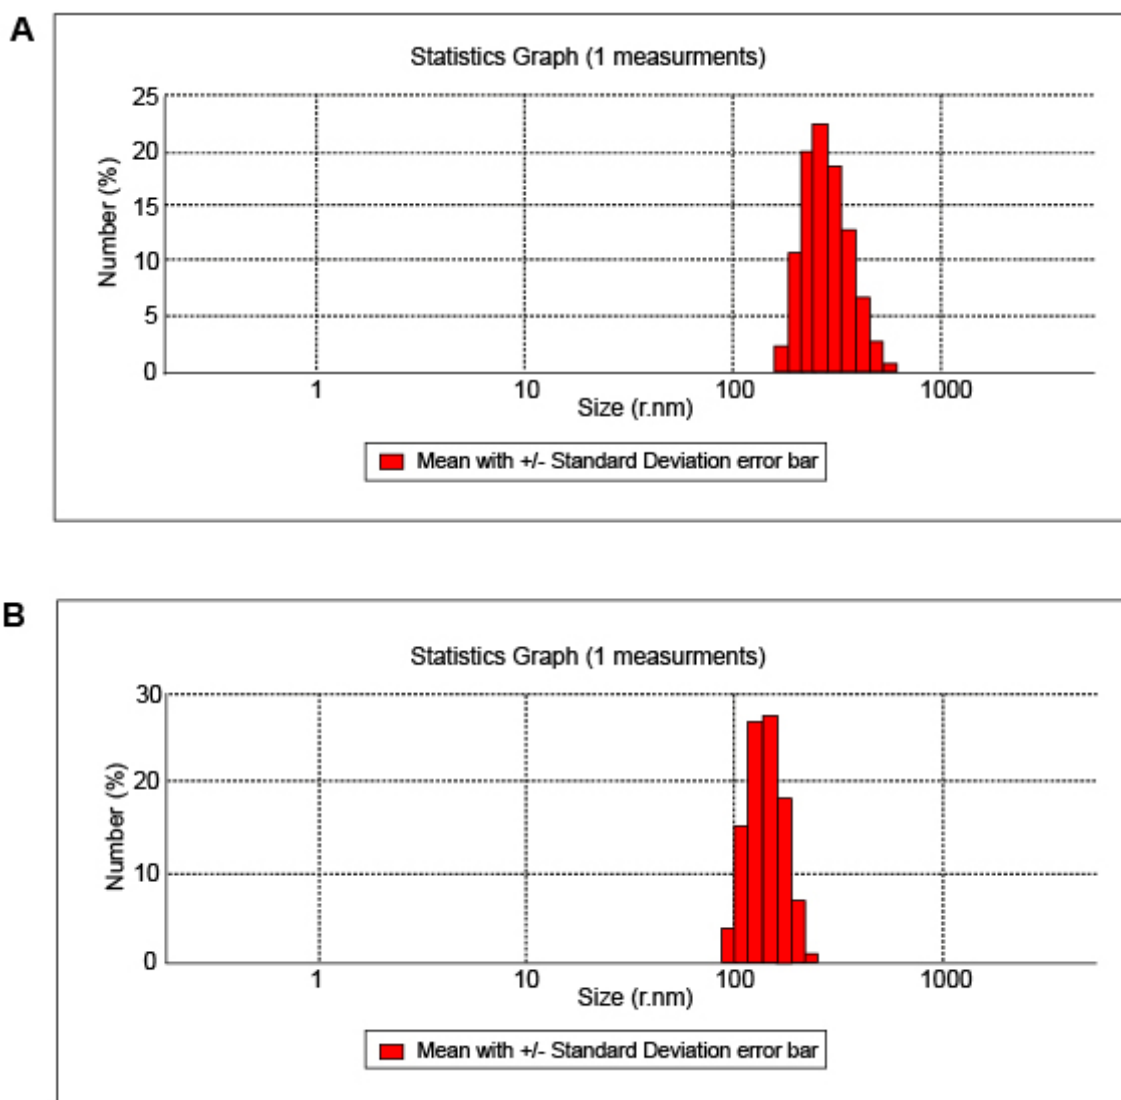 A
Statistics Graph (1 measurments)
25
20
15
10
5
0
Number (%)
1 10 100 1000
Size (r.nm)
Mean with +/- Standard Deviation error bar
B
Statistics Graph (1 measurments)
30
20
10
0
Number (%)
1 10 100 1000
Size (r.nm)
Mean with +/- Standard Deviation error bar